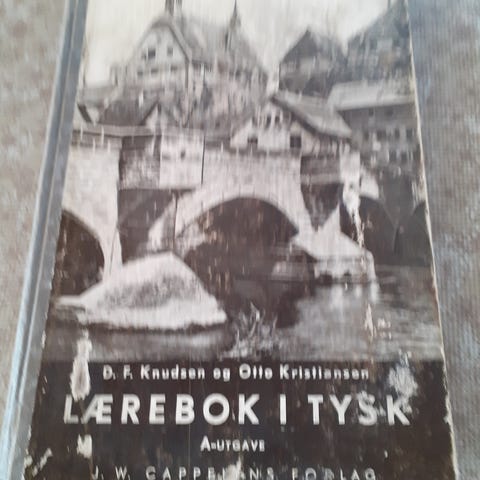 D. F. Knudsen og Otto Kristiansen
LÆREBOK I TYSK
A-UTGAVE
J. W. CAPPELENS FORLAG